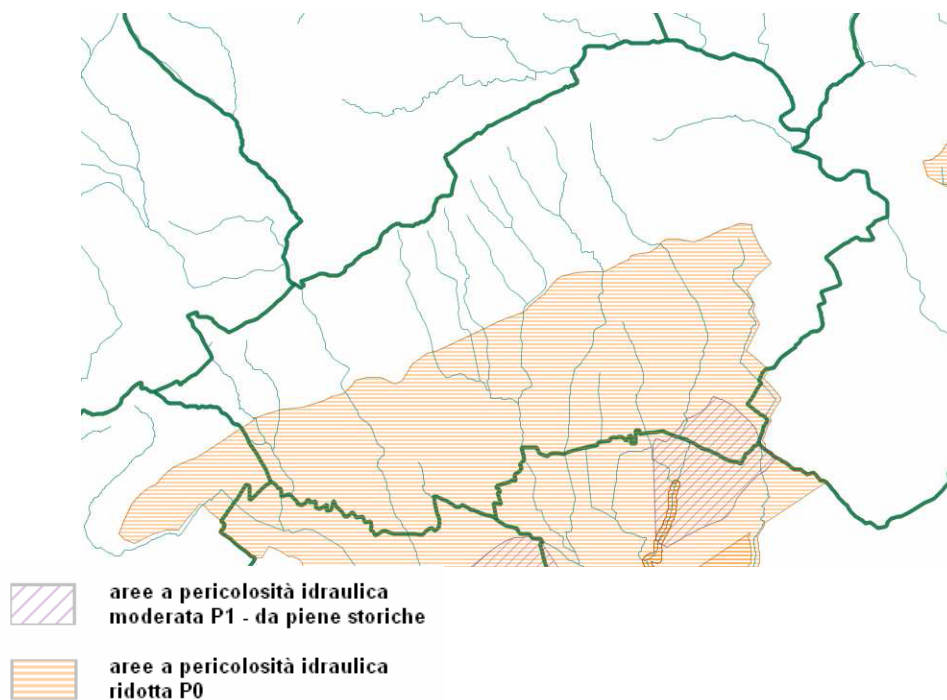 aree a pericolosità idraulica
moderata P1 - da piene storiche
aree a pericolosità idraulica
ridotta P0